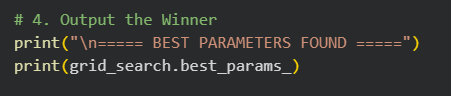 # 4. Output the Winner
print("\n===== BEST PARAMETERS FOUND =====")
print(grid_search.best_params_)